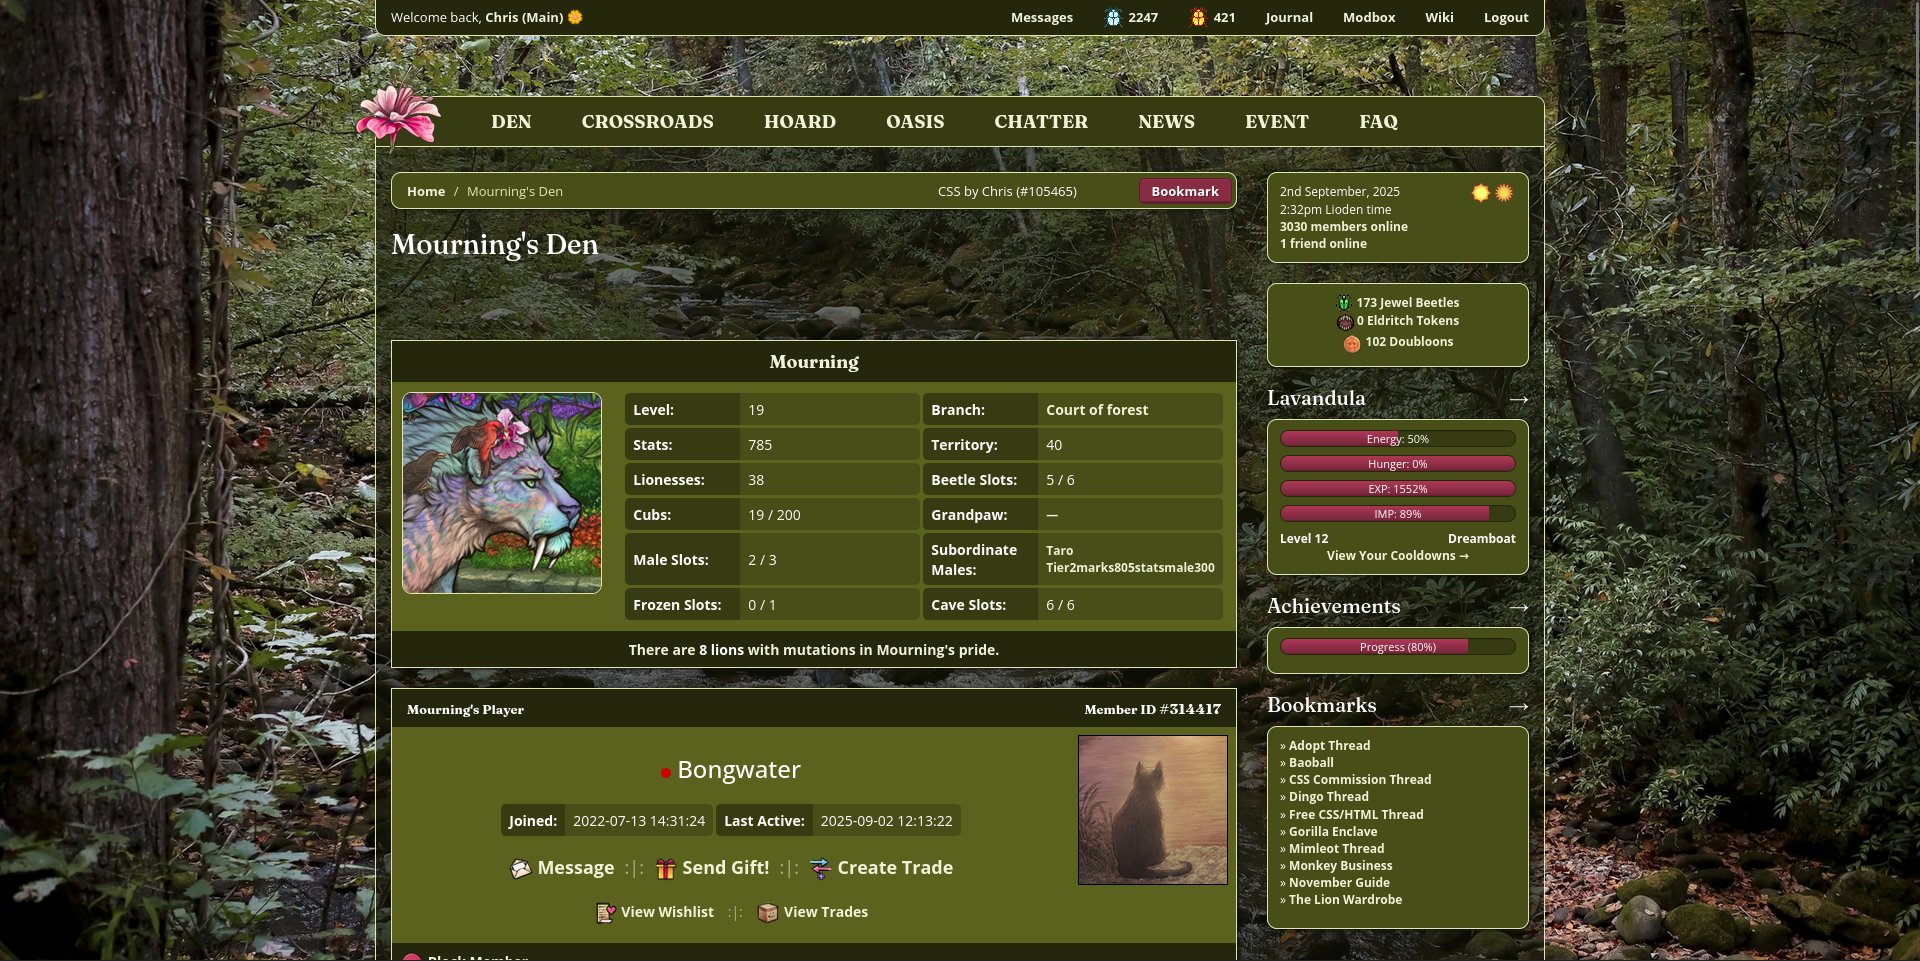 Welcome back, Chris (Main)
Messages 2247 421 Journal Modbox Wiki Logout
DEN CROSSROADS HOARD OASIS CHATTER NEWS EVENT FAQ
Home / Mourning's Den CSS by Chris (#105465) Bookmark
Mourning's Den
Mourning
Level: 19 Branch: Court of forest
Stats: 785 Territory: 40
Lionesses: 38 Beetle Slots: 5 / 6
Cubs: 19 / 200 Grandpaw: —
Male Slots: 2 / 3 Subordinate Males: Taro
Tier2marks805statsmale300
Frozen Slots: 0 / 1 Cave Slots: 6 / 6
There are 8 lions with mutations in Mourning's pride.
Mourning's Player Member ID #314417
Bongwater
Joined: 2022-07-13 14:31:24 Last Active: 2025-09-02 12:13:22
Message :|: Send Gift! :|: Create Trade
View Wishlist :|: View Trades
Block Member
2nd September, 2025
2:32pm Lioden time
3030 members online
1 friend online
173 Jewel Beetles
0 Eldritch Tokens
102 Doubloons
Lavandula →
Energy: 50%
Hunger: 0%
EXP: 1552%
IMP: 89%
Level 12 Dreamboat
View Your Cooldowns →
Achievements →
Progress (80%)
Bookmarks →
» Adopt Thread
» Baoball
» CSS Commission Thread
» Dingo Thread
» Free CSS/HTML Thread
» Gorilla Enclave
» Mimleot Thread
» Monkey Business
» November Guide
» The Lion Wardrobe